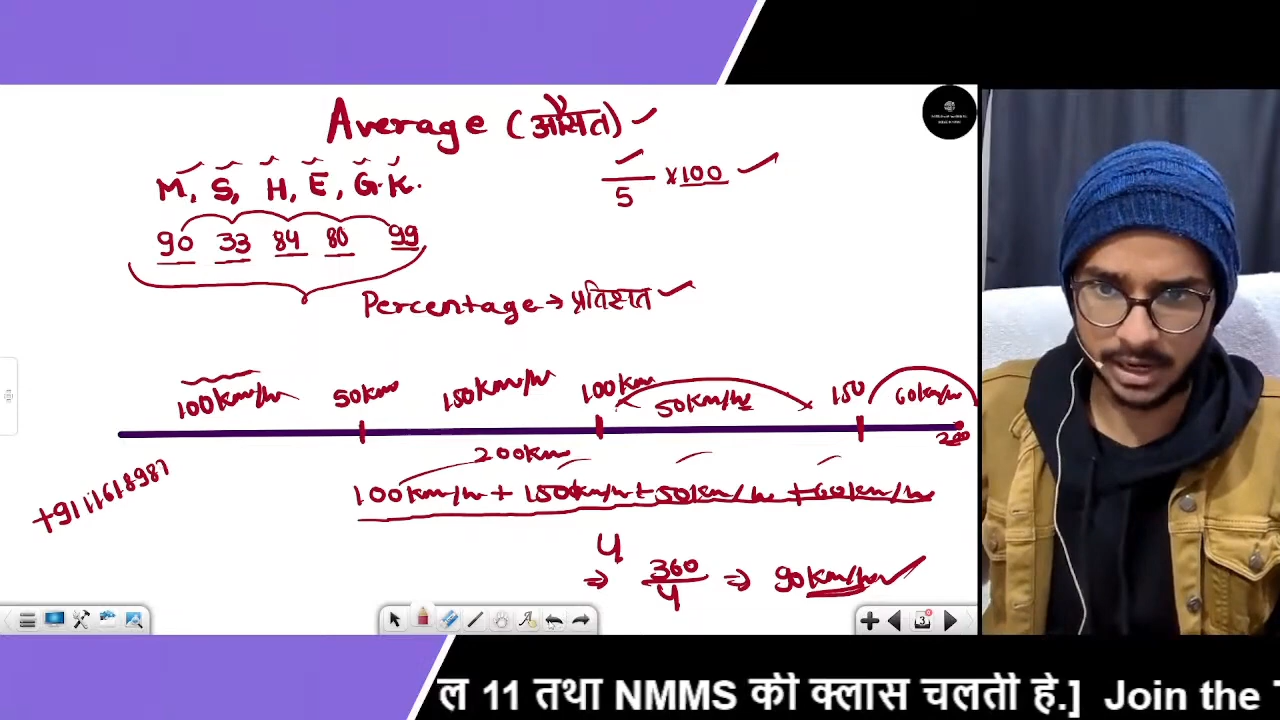 Average (औसत)
M, S, H, E, G.K.
5 ×100
90 33 84 80 99
Percentage → प्रतिशत
100km/hr 50km 150km/hr 100km 50km/hr 150 60km/hr
200
200km
100km/hr + 150km/hr + 50km/hr + 60km/hr
4
⇒ 360/4 ⇒ 90km/hr
3
ल 11 तथा NMMS की क्लास चलती हे.] Join the